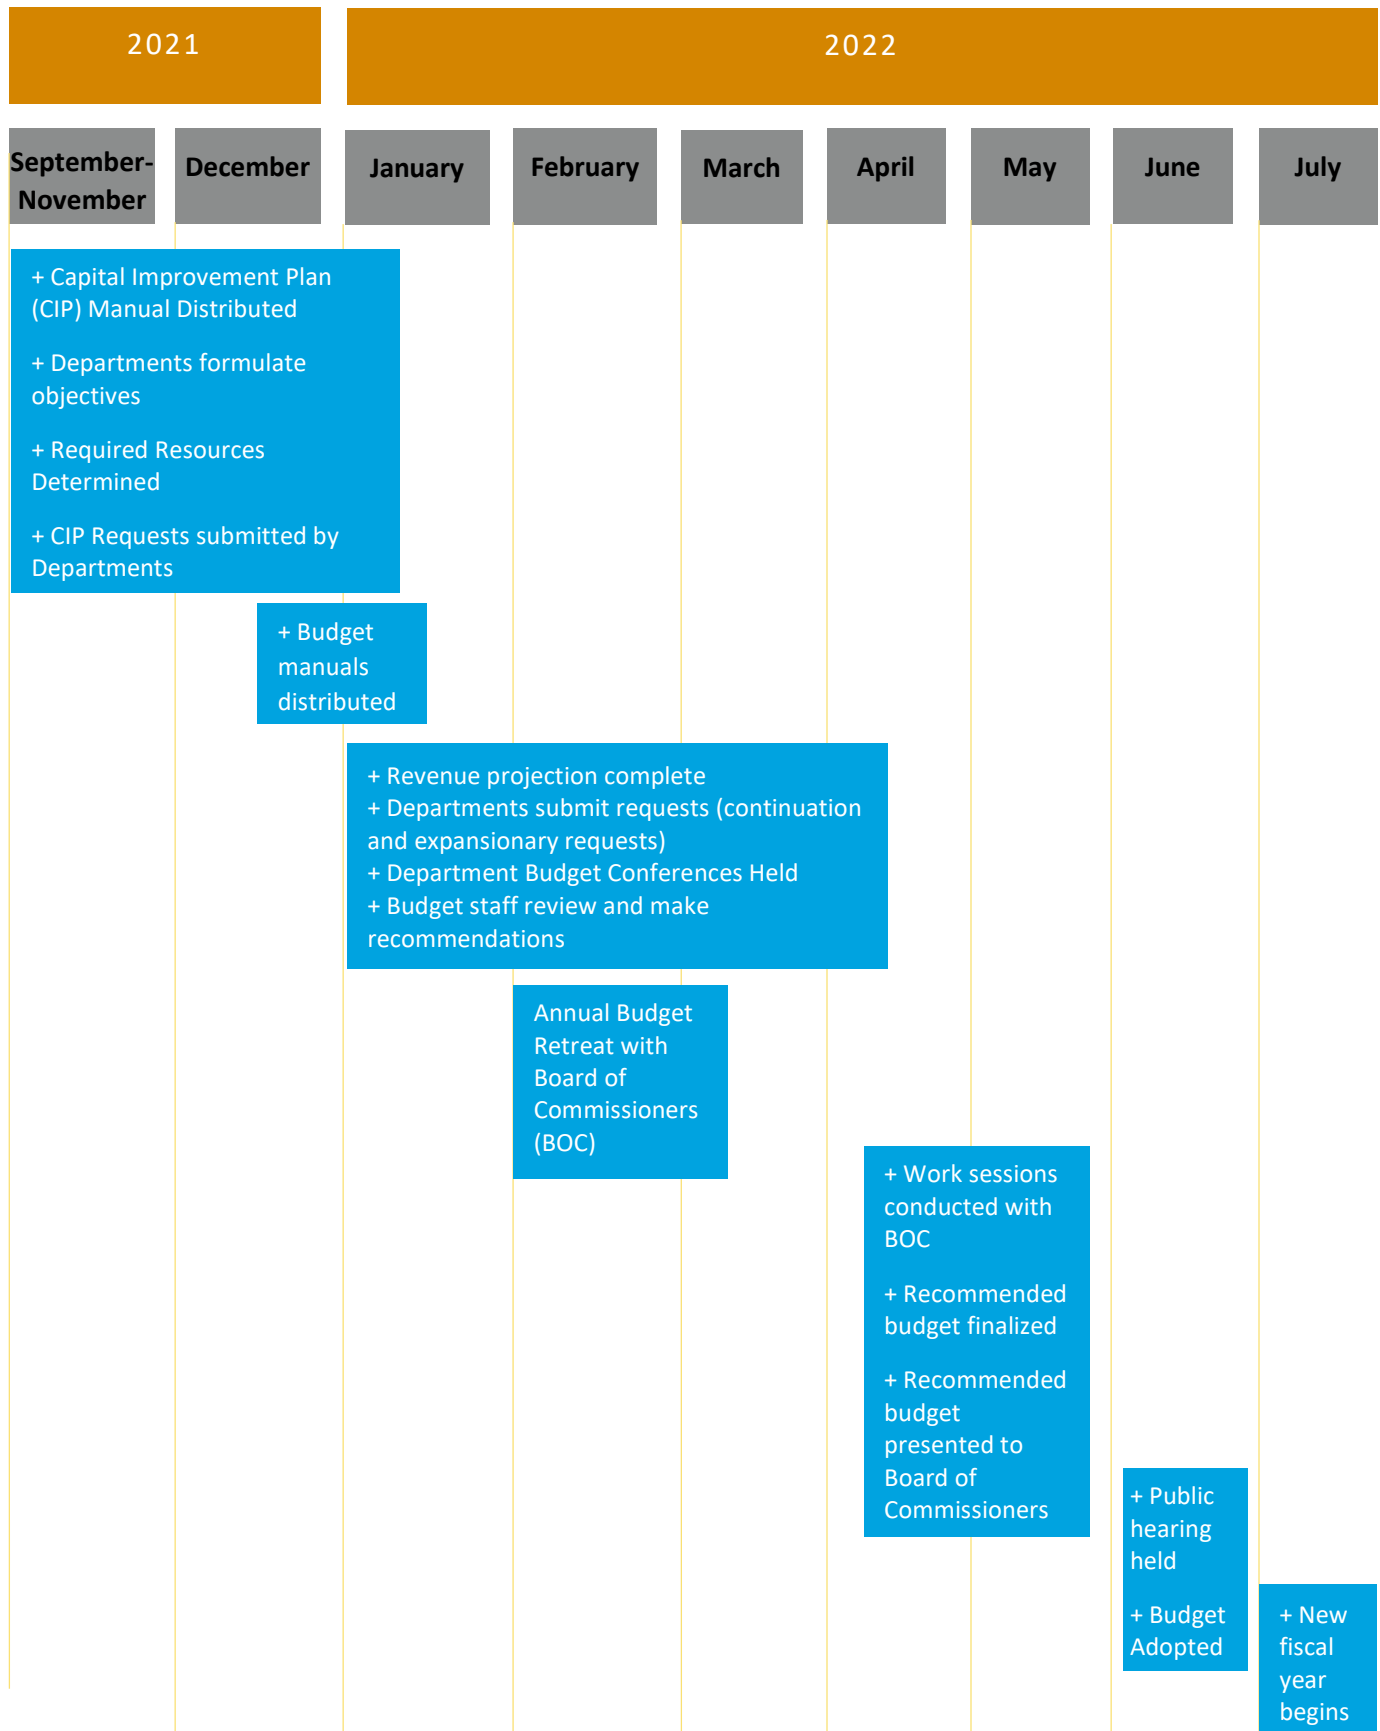 2021
2022
September-
November
December
January
February
March
April
May
June
July
+ Capital Improvement Plan
(CIP) Manual Distributed
+ Departments formulate
objectives
+ Required Resources
Determined
+ CIP Requests submitted by
Departments
+ Budget
manuals
distributed
+ Revenue projection complete
+ Departments submit requests (continuation
and expansionary requests)
+ Department Budget Conferences Held
+ Budget staff review and make
recommendations
Annual Budget
Retreat with
Board of
Commissioners
(BOC)
+ Work sessions
conducted with
BOC
+ Recommended
budget finalized
+ Recommended
budget
presented to
Board of
Commissioners
+ Public
hearing
held
+ Budget
Adopted
+ New
fiscal
year
begins